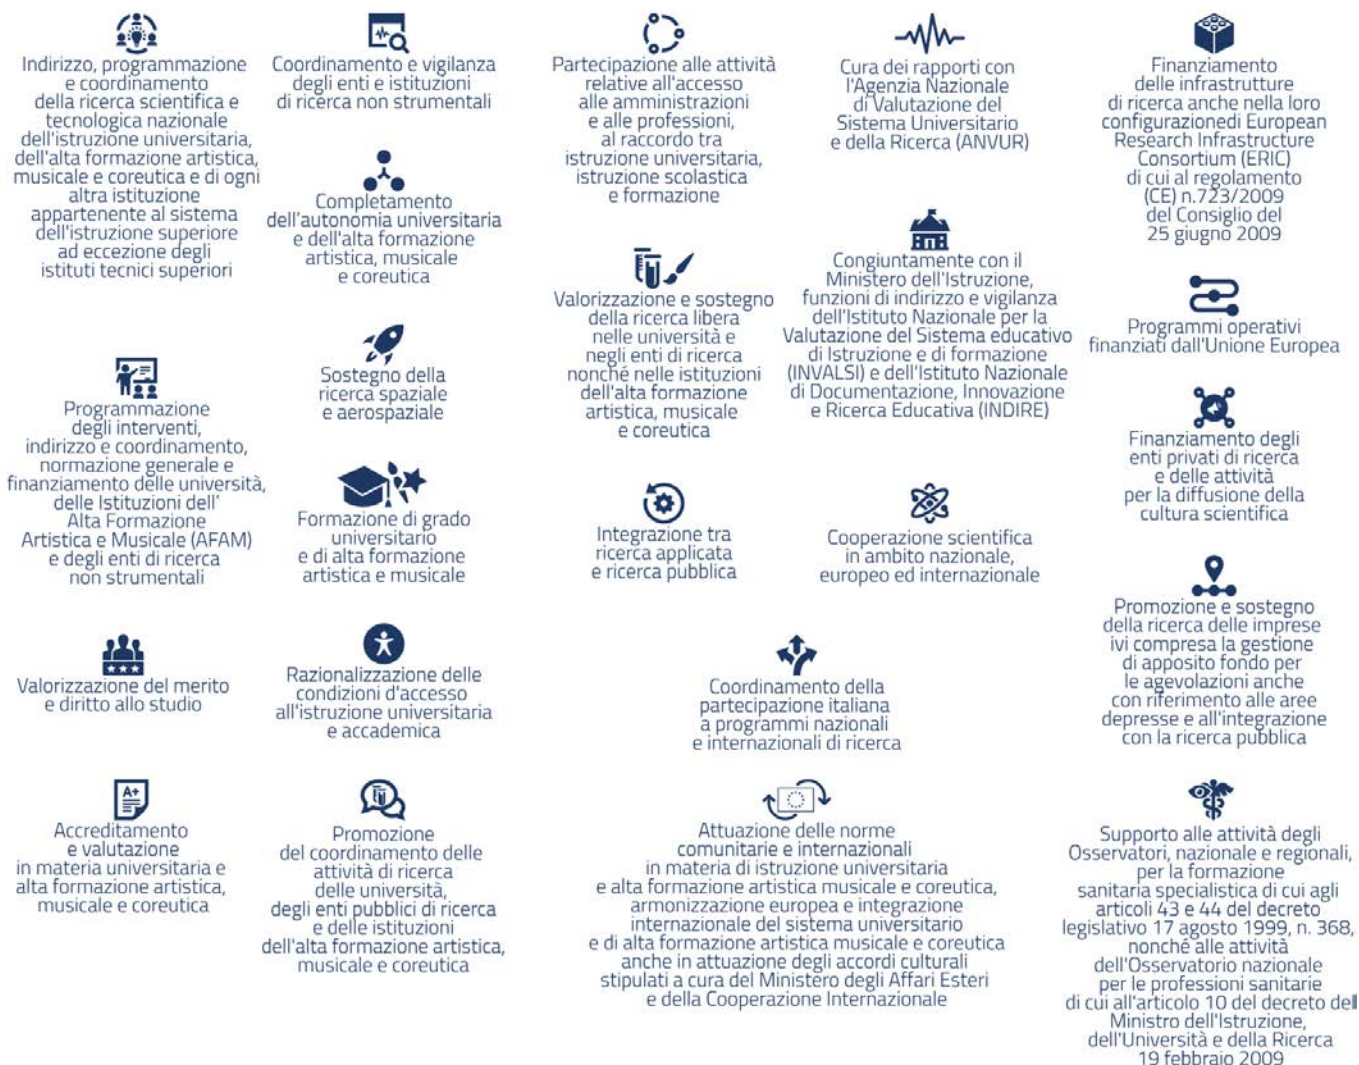 Indirizzo, programmazione
e coordinamento
della ricerca scientifica e
tecnologica nazionale
dell'istruzione universitaria,
dell'alta formazione artistica,
musicale e coreutica e di ogni
altra istituzione
appartenente al sistema
dell'istruzione superiore
ad eccezione degli
istituti tecnici superiori
Programmazione
degli interventi,
indirizzo e coordinamento,
normazione generale e
finanziamento delle università,
delle Istituzioni dell'
Alta Formazione
Artistica e Musicale (AFAM)
e degli enti di ricerca
non strumentali
Valorizzazione del merito
e diritto allo studio
A+
Accreditamento
e valutazione
in materia universitaria e
alta formazione artistica,
musicale e coreutica
Coordinamento e vigilanza
degli enti e istituzioni
di ricerca non strumentali
Completamento
dell'autonomia universitaria
e dell'alta formazione
artistica, musicale
e coreutica
Sostegno della
ricerca spaziale
e aerospaziale
Formazione di grado
universitario
e di alta formazione
artistica e musicale
Razionalizzazione delle
condizioni d'accesso
all'istruzione universitaria
e accademica
Promozione
del coordinamento delle
attività di ricerca
delle università,
degli enti pubblici di ricerca
e delle istituzioni
dell'alta formazione artistica,
musicale e coreutica
Partecipazione alle attività
relative all'accesso
alle amministrazioni
e alle professioni,
al raccordo tra
istruzione universitaria,
istruzione scolastica
e formazione
Valorizzazione e sostegno
della ricerca libera
nelle università e
negli enti di ricerca
nonché nelle istituzioni
dell'alta formazione
artistica, musicale
e coreutica
Integrazione tra
ricerca applicata
e ricerca pubblica
Cura dei rapporti con
l'Agenzia Nazionale
di Valutazione del
Sistema Universitario
e della Ricerca (ANVUR)
Congiuntamente con il
Ministero dell'Istruzione,
funzioni di indirizzo e vigilanza
dell'Istituto Nazionale per la
Valutazione del Sistema educativo
di Istruzione e di formazione
(INVALSI) e dell'Istituto Nazionale
di Documentazione, Innovazione
e Ricerca Educativa (INDIRE)
Cooperazione scientifica
in ambito nazionale,
europeo ed internazionale
Coordinamento della
partecipazione italiana
a programmi nazionali
e internazionali di ricerca
Attuazione delle norme
comunitarie e internazionali
in materia di istruzione universitaria
e alta formazione artistica musicale e coreutica,
armonizzazione europea e integrazione
internazionale del sistema universitario
e di alta formazione artistica musicale e coreutica
anche in attuazione degli accordi culturali
stipulati a cura del Ministero degli Affari Esteri
e della Cooperazione Internazionale
Finanziamento
delle infrastrutture
di ricerca anche nella loro
configurazionedi European
Research Infrastructure
Consortium (ERIC)
di cui al regolamento
(CE) n.723/2009
del Consiglio del
25 giugno 2009
Programmi operativi
finanziati dall'Unione Europea
Finanziamento degli
enti privati di ricerca
e delle attività
per la diffusione della
cultura scientifica
Promozione e sostegno
della ricerca delle imprese
ivi compresa la gestione
di apposito fondo per
le agevolazioni anche
con riferimento alle aree
depresse e all'integrazione
con la ricerca pubblica
Supporto alle attività degli
Osservatori, nazionale e regionali,
per la formazione
sanitaria specialistica di cui agli
articoli 43 e 44 del decreto
legislativo 17 agosto 1999, n. 368,
nonché alle attività
dell'Osservatorio nazionale
per le professioni sanitarie
di cui all'articolo 10 del decreto del
Ministro dell'Istruzione,
dell'Università e della Ricerca
19 febbraio 2009